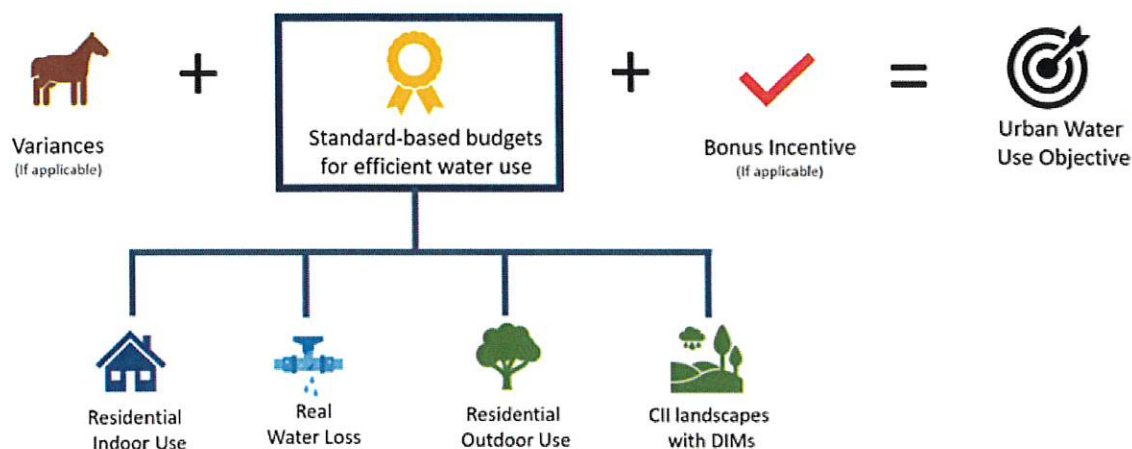 Variances
(If applicable)
+
Standard-based budgets
for efficient water use
+
Bonus Incentive
(If applicable)
=
Urban Water
Use Objective
Residential
Indoor Use
Real
Water Loss
Residential
Outdoor Use
CII landscapes
with DIMs